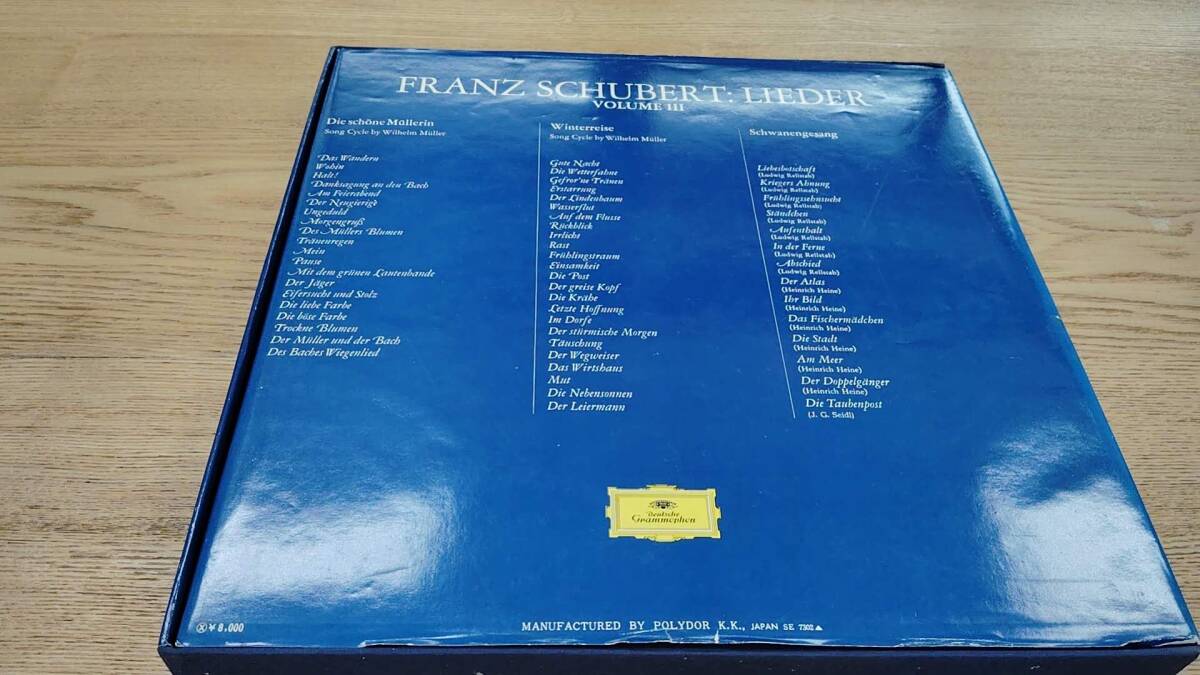 FRANZ SCHUBERT: LIEDER
VOLUME III
Die schöne Müllerin
Song Cycle by Wilhelm Müller
Das Wandern
Wohin
Halt!
Danksagung an den Bach
Am Feierabend
Der Neugierige
Ungeduld
Morgengruß
Des Müllers Blumen
Tränenregen
Mein
Pause
Mit dem grünen Lautenbande
Der Jäger
Eifersucht und Stolz
Die liebe Farbe
Die böse Farbe
Trockne Blumen
Der Müller und der Bach
Des Baches Wiegenlied
Winterreise
Song Cycle by Wilhelm Müller
Gute Nacht
Die Wetterfahne
Gefror'ne Tränen
Erstarrung
Der Lindenbaum
Wasserflut
Auf dem Flusse
Rückblick
Irrlicht
Rast
Frühlingstraum
Einsamkeit
Die Post
Der greise Kopf
Die Krähe
Letzte Hoffnung
Im Dorfe
Der stürmische Morgen
Täuschung
Der Wegweiser
Das Wirtshaus
Mut
Die Nebensonnen
Der Leiermann
Schwanengesang
Liebesbotschaft
(Ludwig Rellstab)
Kriegers Ahnung
(Ludwig Rellstab)
Frühlingssehnsucht
(Ludwig Rellstab)
Ständchen
(Ludwig Rellstab)
Aufenthalt
(Ludwig Rellstab)
In der Ferne
(Ludwig Rellstab)
Abschied
(Ludwig Rellstab)
Der Atlas
(Heinrich Heine)
Ihr Bild
(Heinrich Heine)
Das Fischermädchen
(Heinrich Heine)
Die Stadt
(Heinrich Heine)
Am Meer
(Heinrich Heine)
Der Doppelgänger
(Heinrich Heine)
Die Taubenpost
(J. G. Seidl)
Deutsche
Grammophon
Ⓧ¥8,000
MANUFACTURED BY POLYDOR K.K., JAPAN SE 7302▲